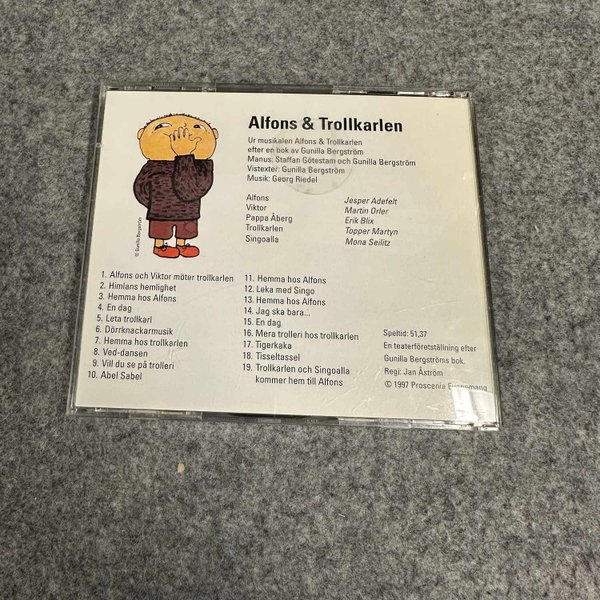 Alfons & Trollkarlen
Ur musikalen Alfons & Trollkarlen
efter en bok av Gunilla Bergström
Manus: Staffan Götestam och Gunilla Bergström
Vistexter: Gunilla Bergström
Musik: Georg Riedel
Alfons Jesper Adefelt
Viktor Martin Orler
Pappa Åberg Erik Blix
Trollkarlen Topper Martyn
Singoalla Mona Seilitz
© Gunilla Bergström
1. Alfons och Viktor möter trollkarlen
2. Himlans hemlighet
3. Hemma hos Alfons
4. En dag
5. Leta trollkarl
6. Dörrknackarmusik
7. Hemma hos trollkarlen
8. Ved-dansen
9. Vill du se på trolleri
10. Abel Sabel
11. Hemma hos Alfons
12. Leka med Singo
13. Hemma hos Alfons
14. Jag ska bara...
15. En dag
16. Mera trolleri hos trollkarlen
17. Tigerkaka
18. Tisseltassel
19. Trollkarlen och Singoalla
kommer hem till Alfons
Speltid: 51,37
En teaterföreställning efter
Gunilla Bergströms bok.
Regi: Jan Åström
© 1997 Proscenia Evenemang